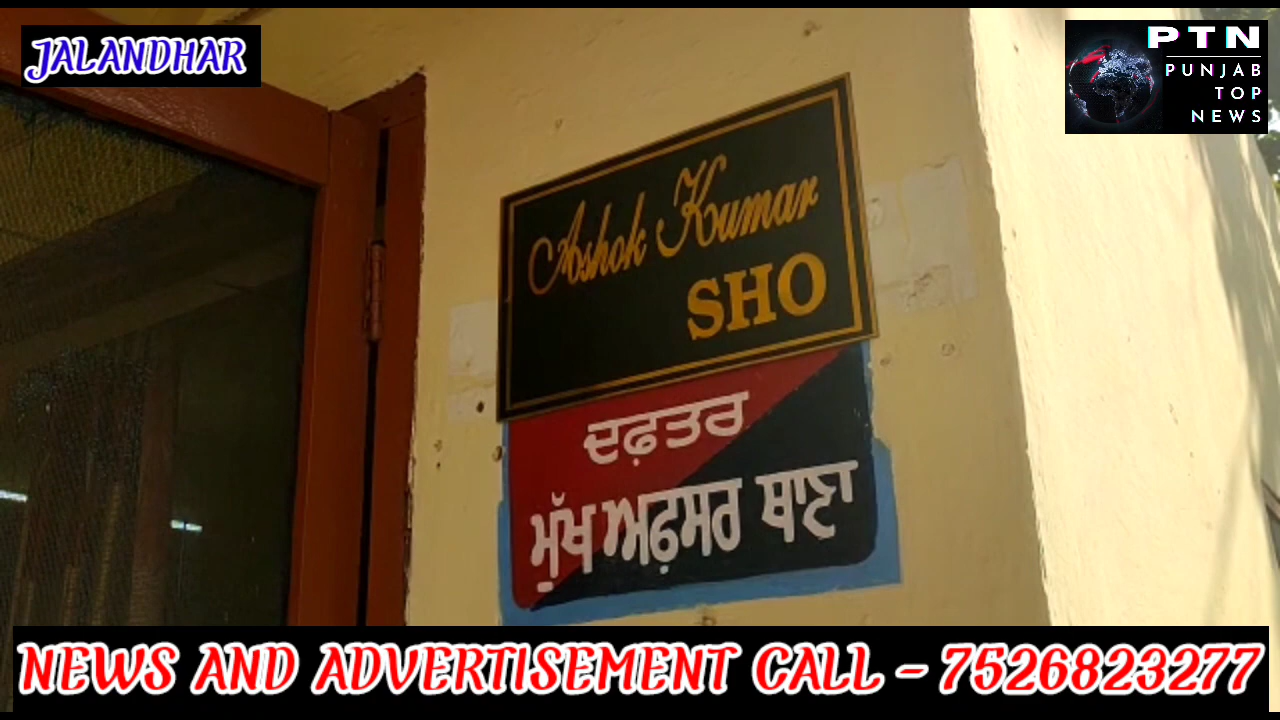 JALANDHAR
PTN
PUNJAB
TOP
NEWS
Ashok Kumar
SHO
ਦਫ਼ਤਰ
ਮੁੱਖ ਅਫ਼ਸਰ ਥਾਣਾ
NEWS AND ADVERTISEMENT CALL - 7526823277